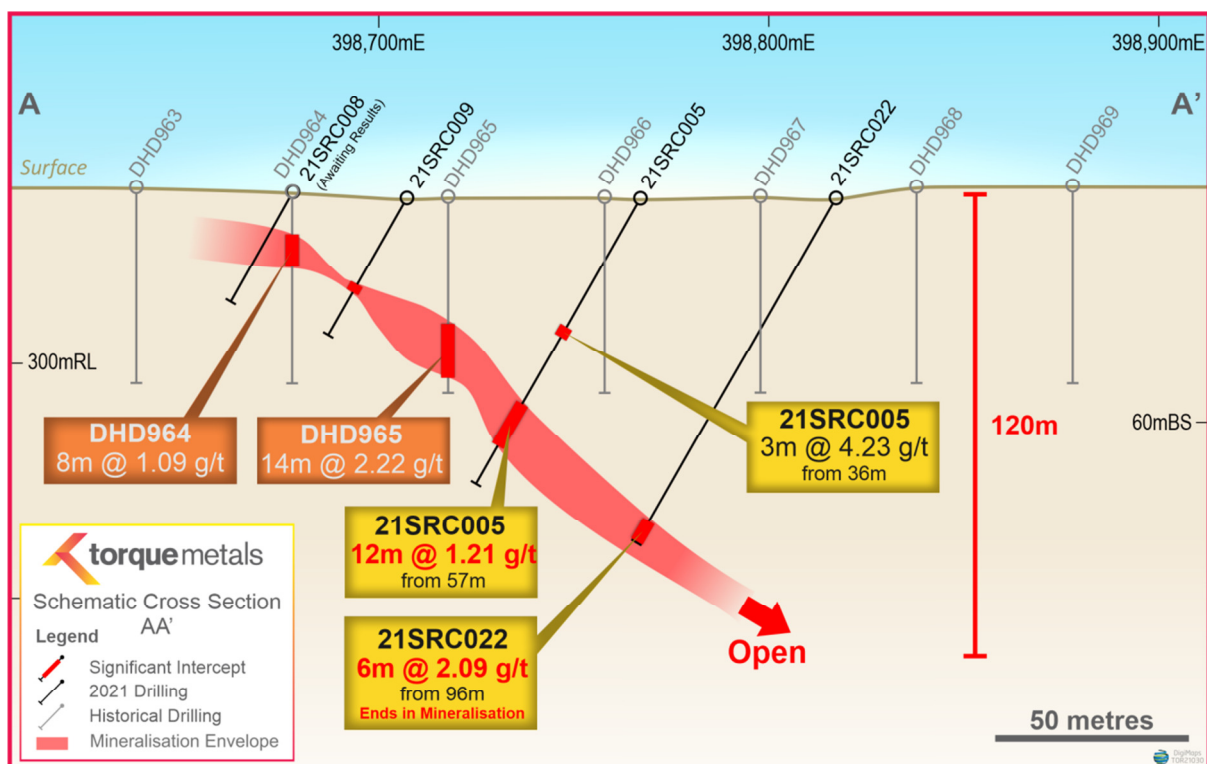 398,700mE
398,800mE
398,900mE
A
A'
Surface
DHD963
DHD964
21SRC008
(Awaiting Results)
21SRC009
DHD965
DHD966
21SRC005
DHD967
21SRC022
DHD968
DHD969
300mRL
60mBS
120m
DHD964
8m @ 1.09 g/t
DHD965
14m @ 2.22 g/t
21SRC005
3m @ 4.23 g/t
from 36m
21SRC005
12m @ 1.21 g/t
from 57m
21SRC022
6m @ 2.09 g/t
from 96m
Ends in Mineralisation
Open
torquemetals
Schematic Cross Section
AA'
Legend
Significant Intercept
2021 Drilling
Historical Drilling
Mineralisation Envelope
50 metres
DigiMaps
TOR21030